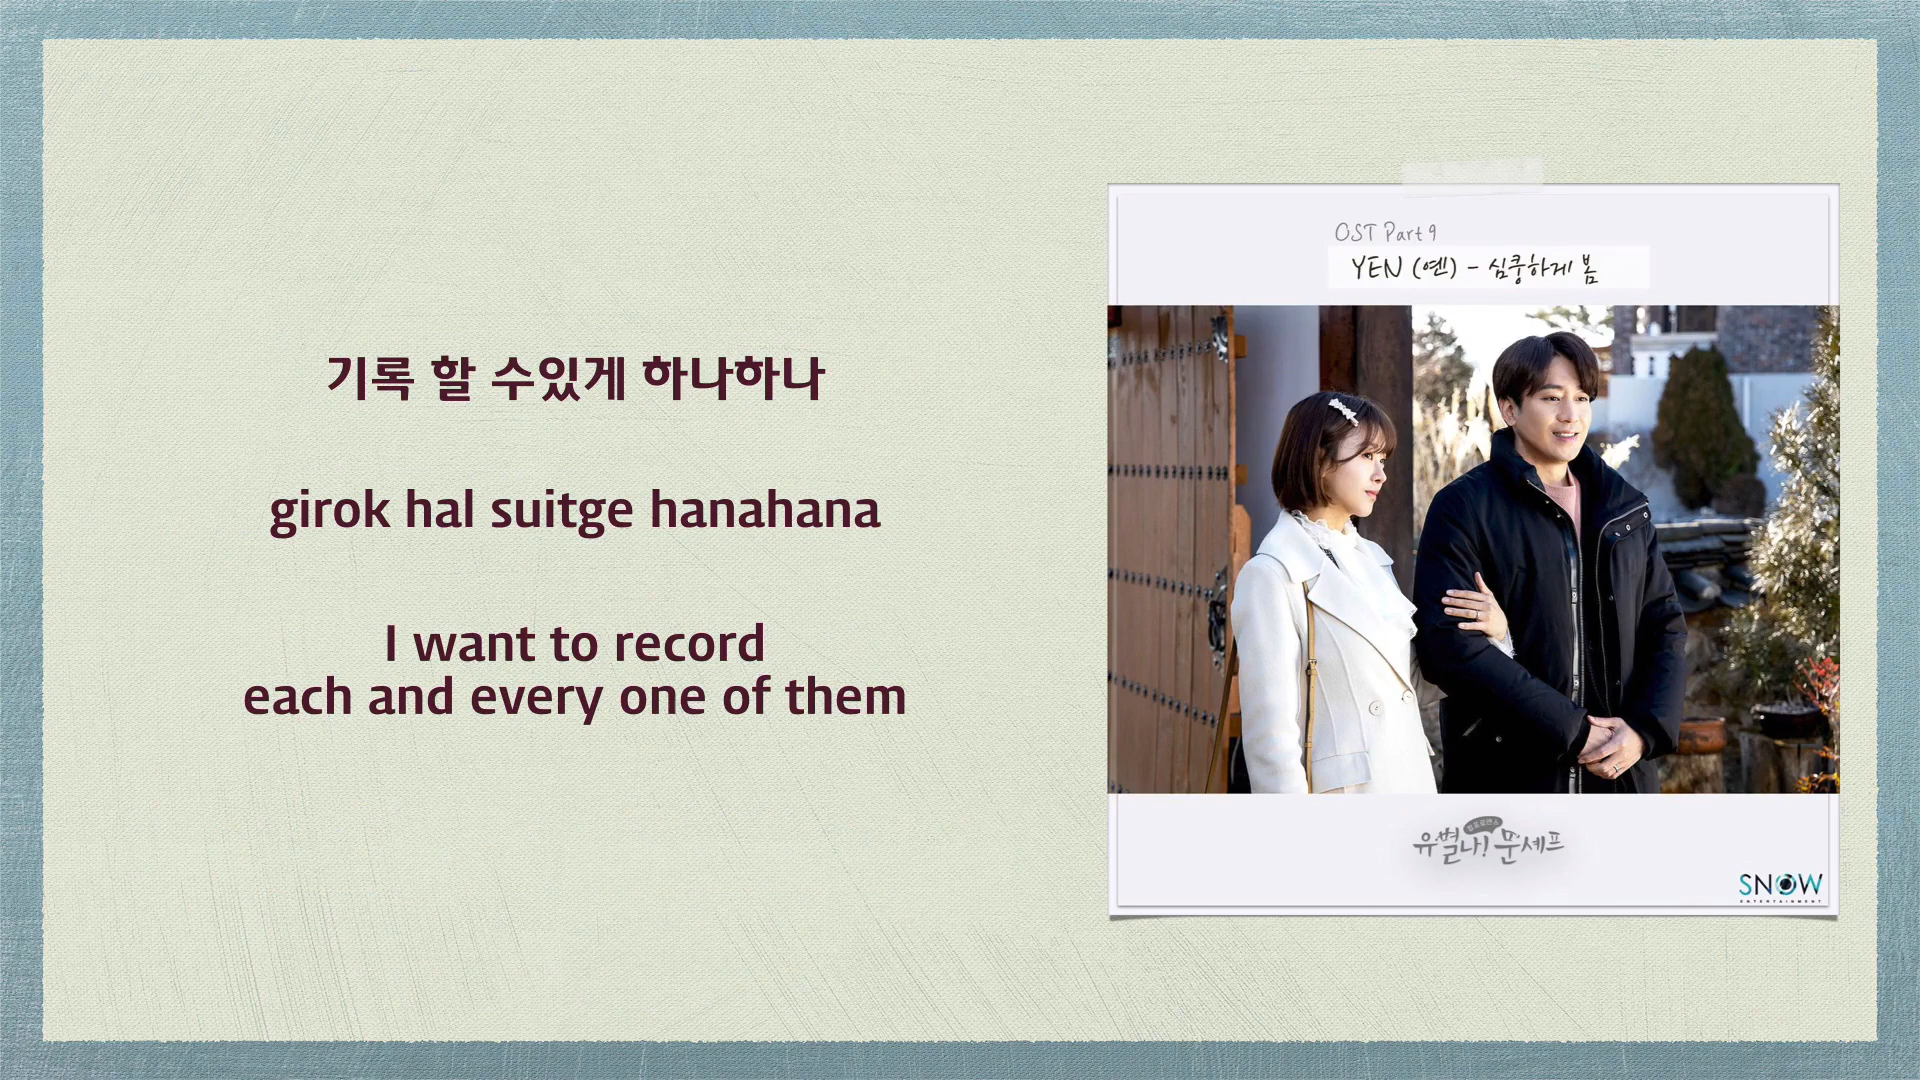 기록 할 수있게 하나하나
girok hal suitge hanahana
I want to record
each and every one of them
OST Part 9
YEN (옌) - 심쿵하게 봄
유별나! 문셰프
SNOW
ENTERTAINMENT